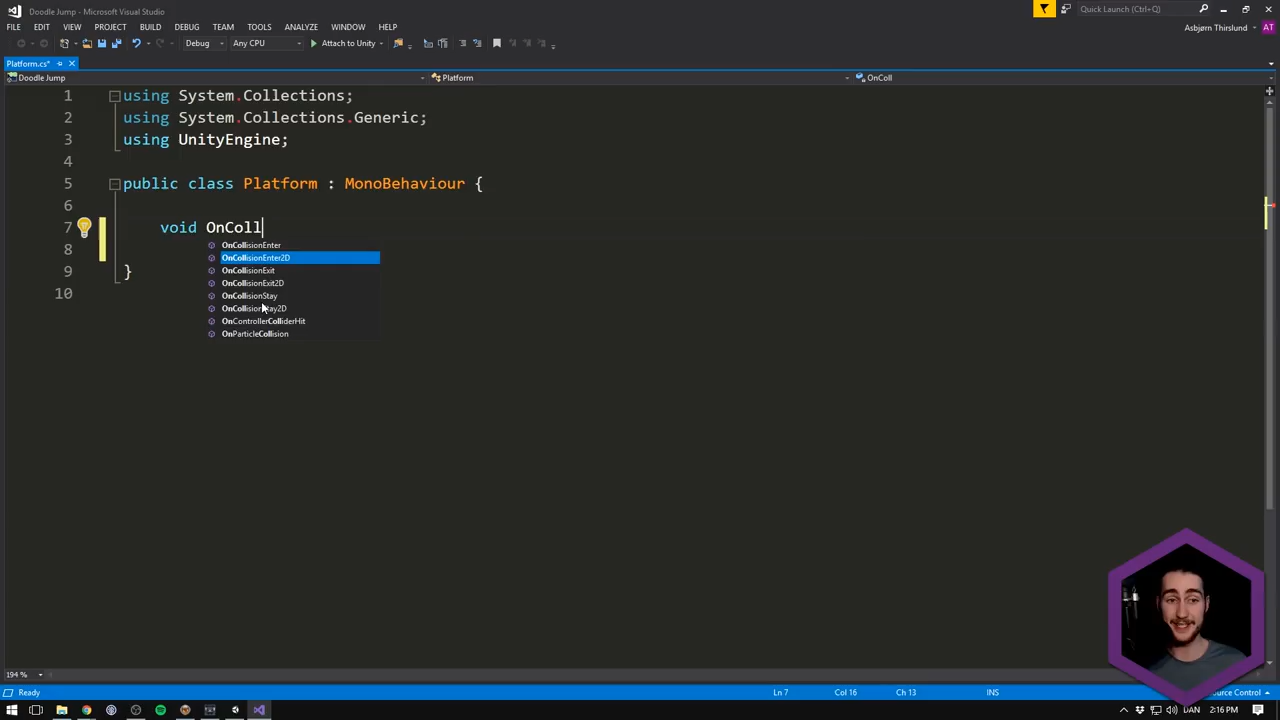 Doodle Jump - Microsoft Visual Studio
Quick Launch (Ctrl+Q)
FILE EDIT VIEW PROJECT BUILD DEBUG TEAM TOOLS ANALYZE WINDOW HELP
Asbjørn Thirslund AT
Debug Any CPU Attach to Unity
Platform.cs*
Doodle Jump Platform OnColl
1 using System.Collections;
2 using System.Collections.Generic;
3 using UnityEngine;
4
5 public class Platform : MonoBehaviour {
6
7 void OnColl
8
9 }
10
OnCollisionEnter
OnCollisionEnter2D
OnCollisionExit
OnCollisionExit2D
OnCollisionStay
OnCollisionStay2D
OnControllerColliderHit
OnParticleCollision
194 %
Ready Ln 7 Col 16 Ch 13 INS Source Control
DAN 2:16 PM